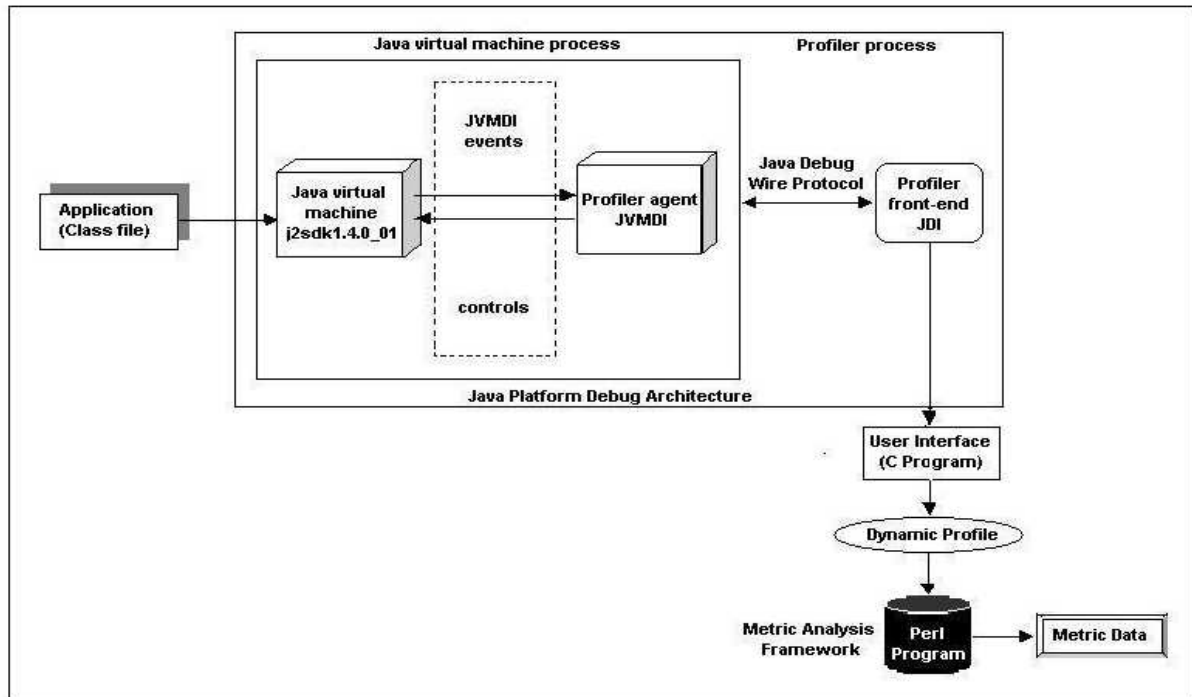 Java virtual machine process
Profiler process
JVMDI
events
Java virtual
machine
j2sdk1.4.0_01
Profiler agent
JVMDI
Java Debug
Wire Protocol
Profiler
front-end
JDI
Application
(Class file)
controls
Java Platform Debug Architecture
User Interface
(C Program)
Dynamic Profile
Metric Analysis
Framework
Perl
Program
Metric Data